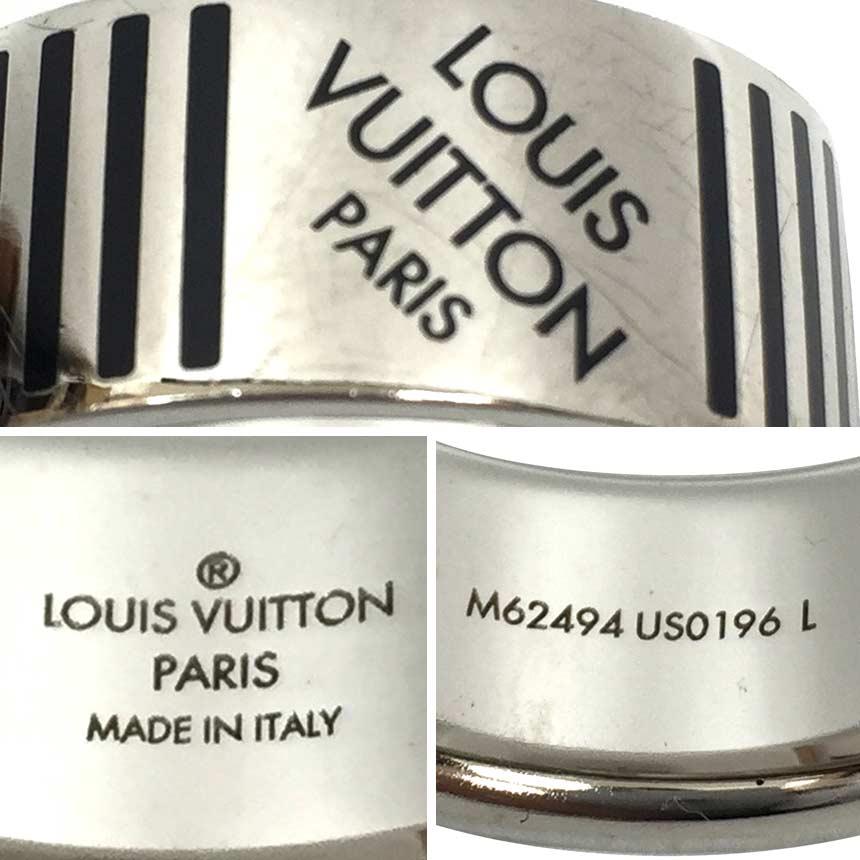 LOUIS
VUITTON
PARIS
®
LOUIS VUITTON
PARIS
MADE IN ITALY
M62494 US0196 L